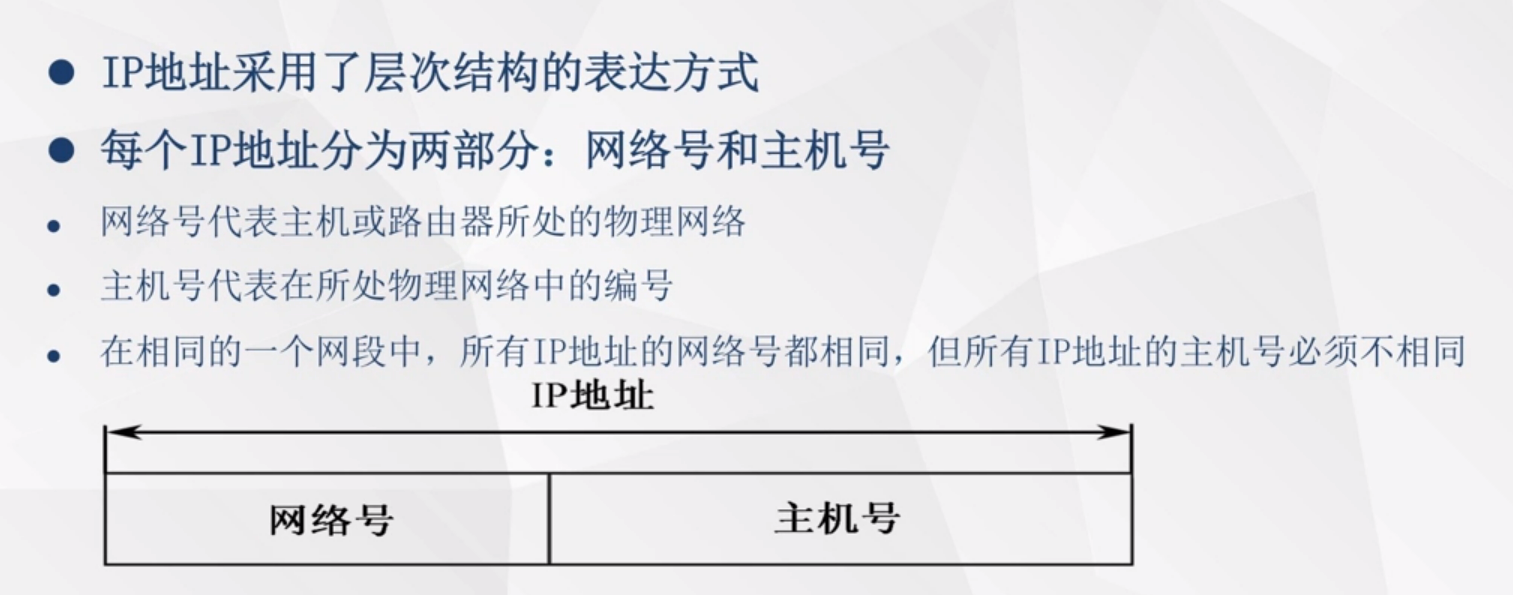 IP地址采用了层次结构的表达方式
每个IP地址分为两部分：网络号和主机号
网络号代表主机或路由器所处的物理网络
主机号代表在所处物理网络中的编号
在相同的一个网段中，所有IP地址的网络号都相同，但所有IP地址的主机号必须不相同
IP地址
网络号
主机号